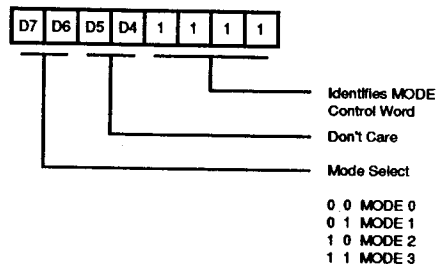 D7 D6 D5 D4 1 1 1 1
Identifies MODE
Control Word
Don't Care
Mode Select
0 0 MODE 0
0 1 MODE 1
1 0 MODE 2
1 1 MODE 3